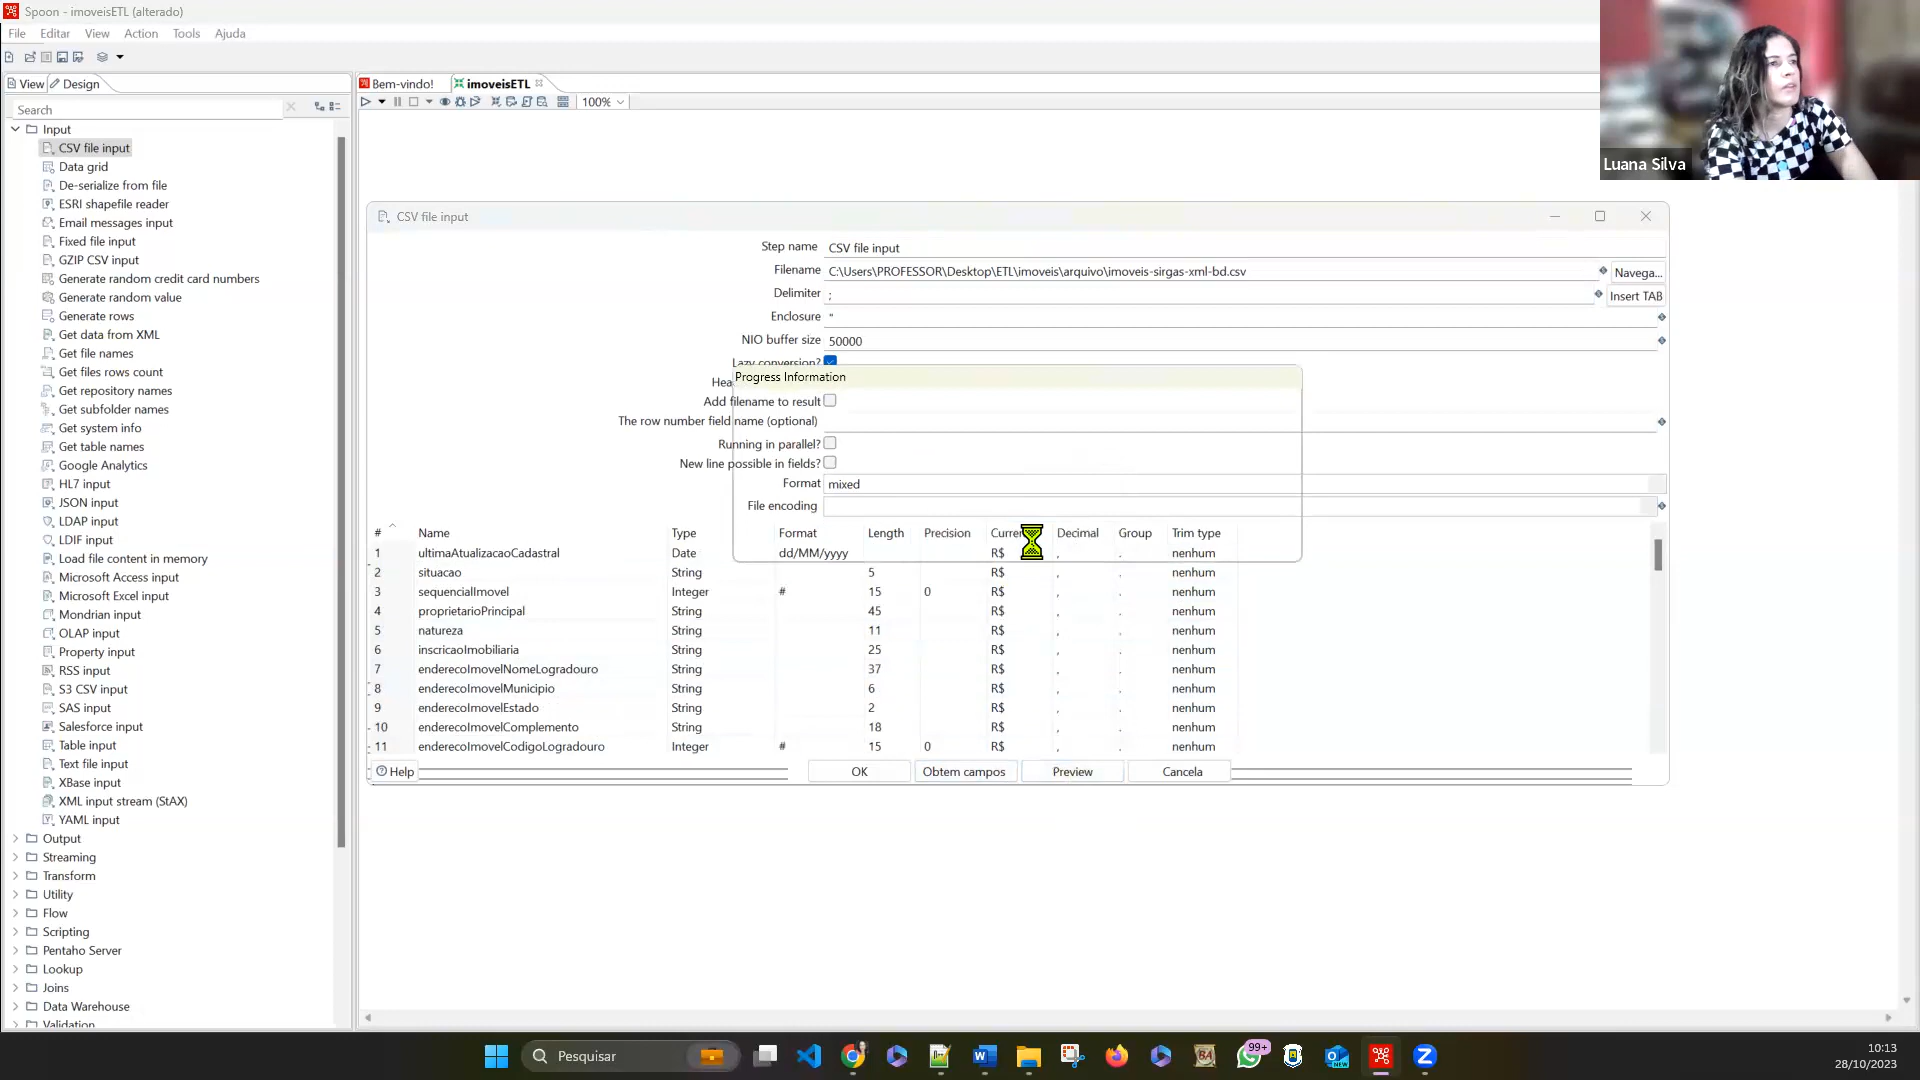 Spoon - imoveisETL (alterado)
File Editar View Action Tools Ajuda
View Design
Bem-vindo! imoveisETL
Search
100%
Input
CSV file input
Data grid
De-serialize from file
ESRI shapefile reader
Email messages input
Fixed file input
GZIP CSV input
Generate random credit card numbers
Generate random value
Generate rows
Get data from XML
Get file names
Get files rows count
Get repository names
Get subfolder names
Get system info
Get table names
Google Analytics
HL7 input
JSON input
LDAP input
LDIF input
Load file content in memory
Microsoft Access input
Microsoft Excel input
Mondrian input
OLAP input
Property input
RSS input
S3 CSV input
SAS input
Salesforce input
Table input
Text file input
XBase input
XML input stream (StAX)
YAML input
Output
Streaming
Transform
Utility
Flow
Scripting
Pentaho Server
Lookup
Joins
Data Warehouse
Validation
Luana Silva
CSV file input
Step name CSV file input
Filename C:\Users\PROFESSOR\Desktop\ETL\imoveis\arquivo\imoveis-sirgas-xml-bd.csv Navega...
Delimiter ; Insert TAB
Enclosure "
NIO buffer size 50000
Lazy conversion?
Progress Information
Hea
Add filename to result
The row number field name (optional)
Running in parallel?
New line possible in fields?
Format mixed
File encoding
# Name Type Format Length Precision Curren Decimal Group Trim type
1 ultimaAtualizacaoCadastral Date dd/MM/yyyy R$ , . nenhum
2 situacao String 5 R$ , . nenhum
3 sequencialImovel Integer # 15 0 R$ , . nenhum
4 proprietarioPrincipal String 45 R$ , . nenhum
5 natureza String 11 R$ , . nenhum
6 inscricaoImobiliaria String 25 R$ , . nenhum
7 enderecoImovelNomeLogradouro String 37 R$ , . nenhum
8 enderecoImovelMunicipio String 6 R$ , . nenhum
9 enderecoImovelEstado String 2 R$ , . nenhum
10 enderecoImovelComplemento String 18 R$ , . nenhum
11 enderecoImovelCodigoLogradouro Integer # 15 0 R$ , . nenhum
Help OK Obtem campos Preview Cancela
Pesquisar
99+
10:13
28/10/2023